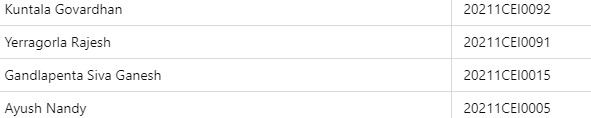 Kuntala Govardhan 20211CEI0092
Yerragorla Rajesh 20211CEI0091
Gandlapenta Siva Ganesh 20211CEI0015
Ayush Nandy 20211CEI0005